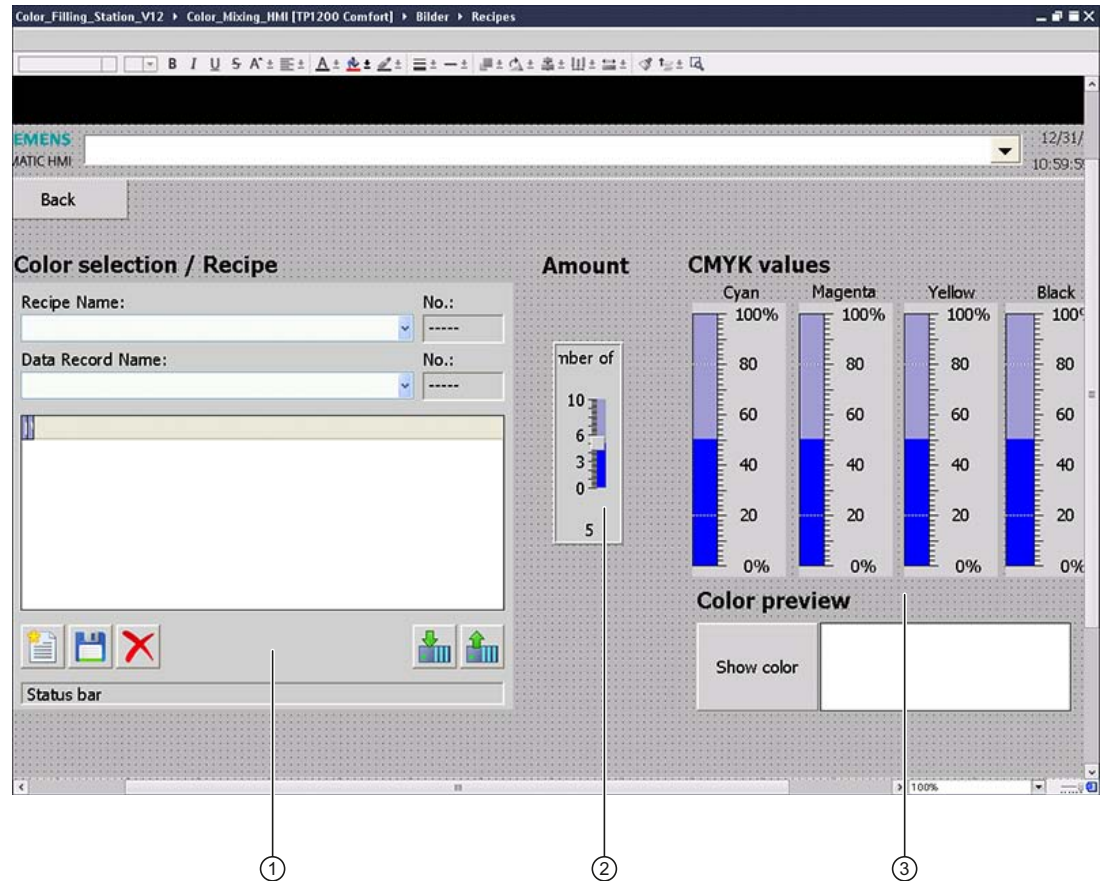 Color_Filling_Station_V12 ▸ Color_Mixing_HMI [TP1200 Comfort] ▸ Bilder ▸ Recipes
B I U S A
EMENS
MATIC HMI
12/31/
10:59:5
Back
Color selection / Recipe
Amount
CMYK values
Recipe Name:
No.:
-----
Data Record Name:
No.:
-----
Status bar
mber of
10
6
3
0
5
Cyan
100%
80
60
40
20
0%
Magenta
100%
80
60
40
20
0%
Yellow
100%
80
60
40
20
0%
Black
100%
80
60
40
20
0%
Color preview
Show color
100%
1
2
3